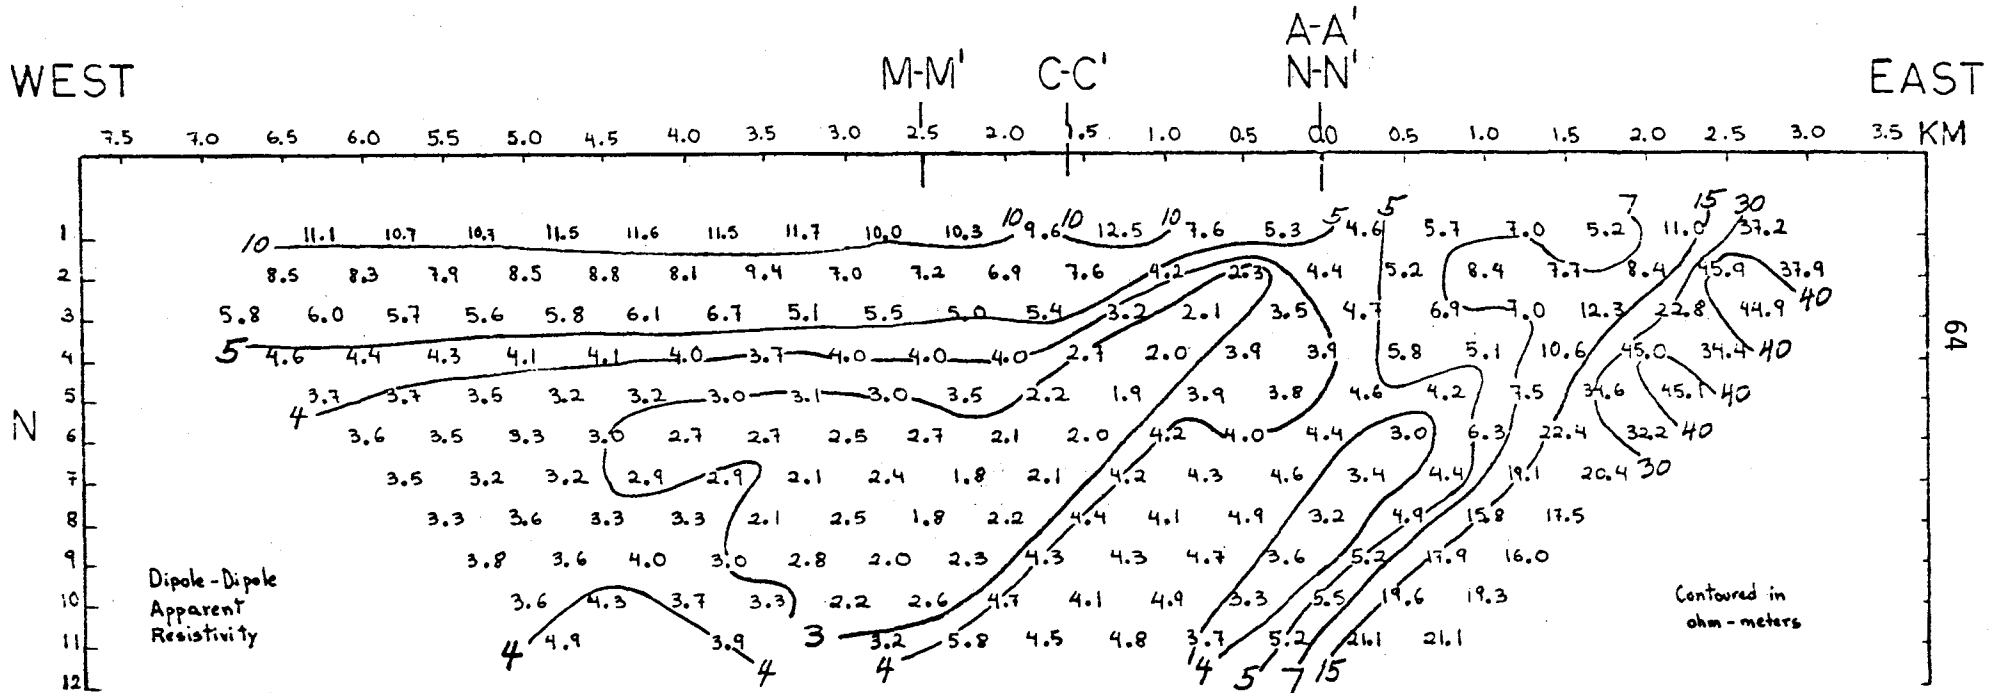 A-A'
M-M' C-C' N-N'
WEST EAST
7.5 7.0 6.5 6.0 5.5 5.0 4.5 4.0 3.5 3.0 2.5 2.0 1.5 1.0 0.5 0.0 0.5 1.0 1.5 2.0 2.5 3.0 3.5 KM
5 7 15 30
1 10 11.1 10.7 10.7 11.5 11.6 11.5 11.7 10.0 10.3 10 9.6 10 12.5 10 7.6 5.3 5 4.6 5.7 7.0 5.2 11.0 37.2
2 8.5 8.3 7.9 8.5 8.8 8.1 9.4 7.0 7.2 6.9 7.6 4.2 2.3 4.4 5.2 8.4 7.7 8.4 45.9 37.9
3 5.8 6.0 5.7 5.6 5.8 6.1 6.7 5.1 5.5 5.0 5.4 3.2 2.1 3.5 4.7 6.9 7.0 12.3 22.8 44.9 40
4 5 4.6 4.4 4.3 4.1 4.1 4.0 3.7 4.0 4.0 4.0 2.7 2.0 3.9 3.9 5.8 5.1 10.6 45.0 34.4 40
5 4 3.7 3.7 3.5 3.2 3.2 3.0 3.1 3.0 3.5 2.2 1.9 3.9 3.8 4.6 4.2 7.5 34.6 45.1 40
N
6 3.6 3.5 3.3 3.0 2.7 2.7 2.5 2.7 2.1 2.0 4.2 4.0 4.4 3.0 6.3 22.4 32.2 40
7 3.5 3.2 3.2 2.9 2.9 2.1 2.4 1.8 2.1 4.2 4.3 4.6 3.4 4.4 19.1 20.4 30
8 3.3 3.6 3.3 3.3 2.1 2.5 1.8 2.2 4.4 4.1 4.9 3.2 4.9 15.8 17.5
9 3.8 3.6 4.0 3.0 2.8 2.0 2.3 4.3 4.3 4.7 3.6 5.2 17.9 16.0
10 3.6 4.3 3.7 3.3 2.2 2.6 4.7 4.1 4.9 3.3 5.5 19.6 19.3
11 4 4.9 3.9 3 3.2 5.8 4.5 4.8 3.7 5.2 21.1 21.1
12 4 4 4 5 7 15
Dipole-Dipole
Apparent
Resistivity
Contoured in
ohm-meters
64